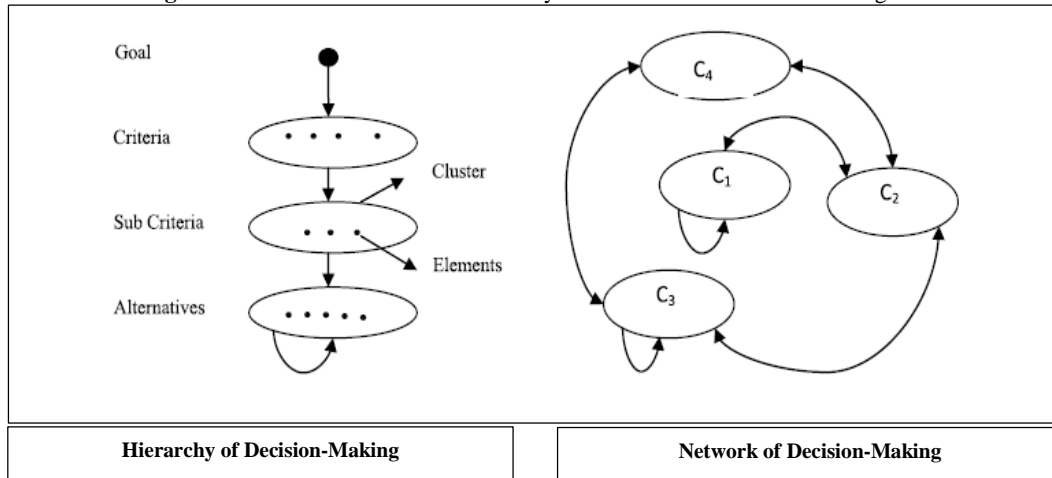 Goal
Criteria
Cluster
Sub Criteria
Elements
Alternatives
C₄
C₁
C₂
C₃
Hierarchy of Decision-Making
Network of Decision-Making